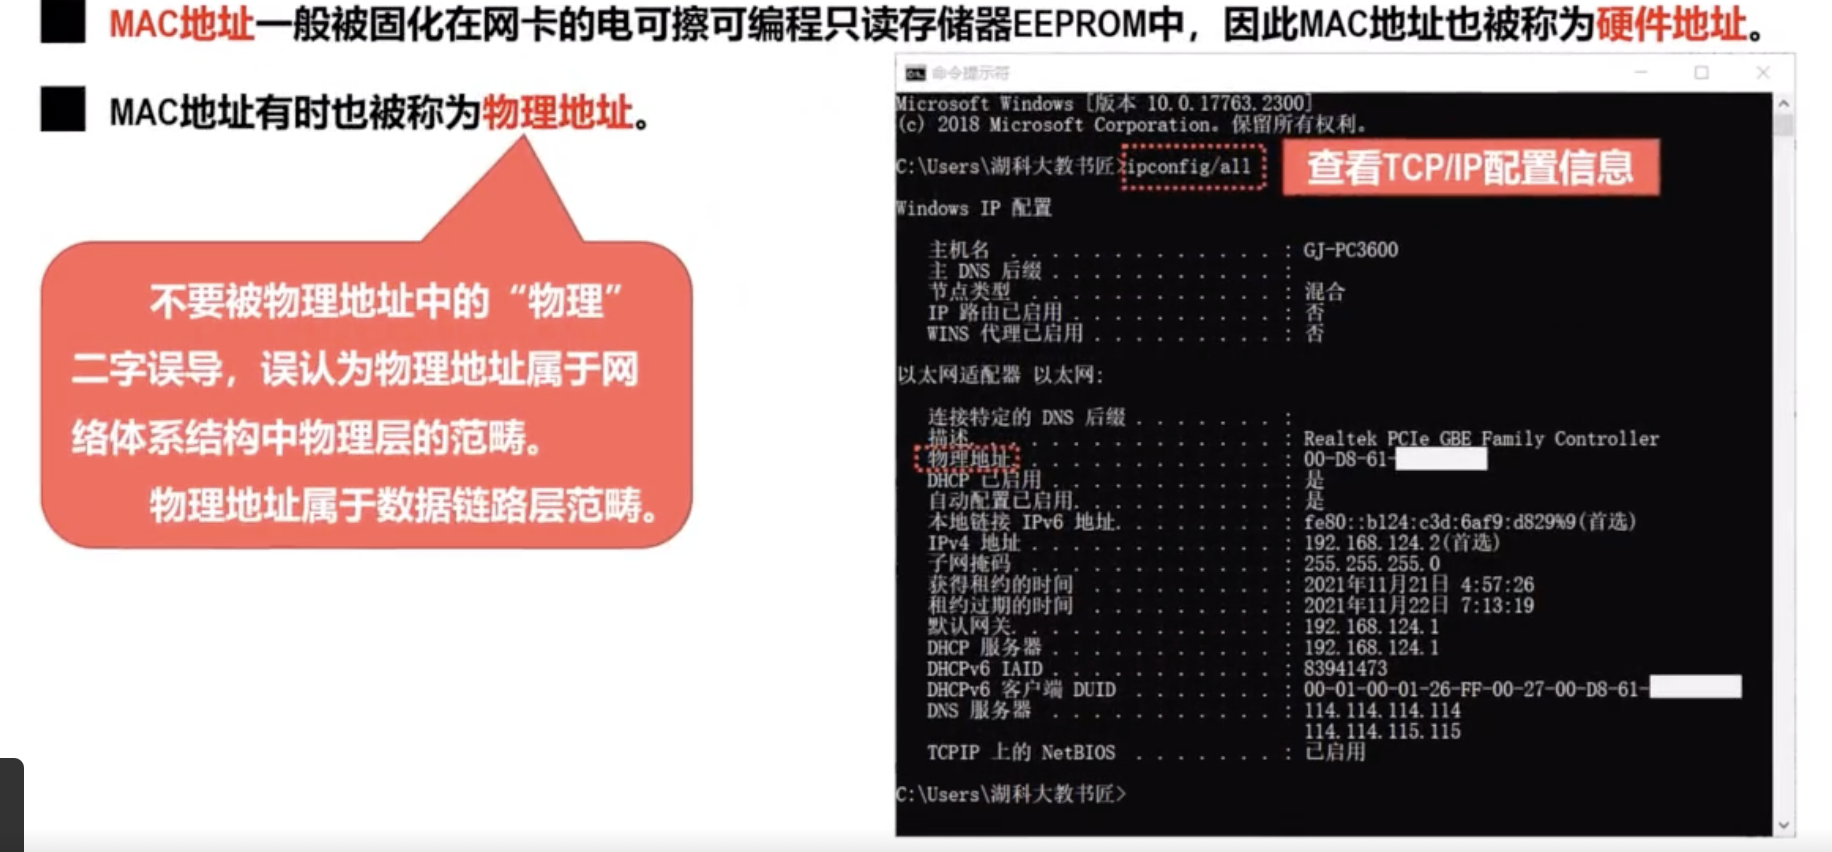 MAC地址一般被固化在网卡的电可擦可编程只读存储器EEPROM中，因此MAC地址也被称为硬件地址。
MAC地址有时也被称为物理地址。
不要被物理地址中的“物理”
二字误导，误认为物理地址属于网
络体系结构中物理层的范畴。
物理地址属于数据链路层范畴。
命令提示符
Microsoft Windows [版本 10.0.17763.2300]
(c) 2018 Microsoft Corporation。保留所有权利。
C:\Users\湖科大教书匠>ipconfig/all
查看TCP/IP配置信息
Windows IP 配置
主机名 . . . . . . . . . . . . . : GJ-PC3600
主 DNS 后缀 . . . . . . . . . . . :
节点类型 . . . . . . . . . . . . : 混合
IP 路由已启用 . . . . . . . . . . : 否
WINS 代理已启用 . . . . . . . . . : 否
以太网适配器 以太网:
连接特定的 DNS 后缀 . . . . . . . :
描述. . . . . . . . . . . . . . . : Realtek PCIe GBE Family Controller
物理地址. . . . . . . . . . . . . : 00-D8-61-
DHCP 已启用 . . . . . . . . . . . : 是
自动配置已启用. . . . . . . . . . : 是
本地链接 IPv6 地址. . . . . . . . : fe80::b124:c3d:6af9:d829%9(首选)
IPv4 地址 . . . . . . . . . . . . : 192.168.124.2(首选)
子网掩码 . . . . . . . . . . . . : 255.255.255.0
获得租约的时间 . . . . . . . . . : 2021年11月21日 4:57:26
租约过期的时间 . . . . . . . . . : 2021年11月22日 7:13:19
默认网关. . . . . . . . . . . . . : 192.168.124.1
DHCP 服务器 . . . . . . . . . . . : 192.168.124.1
DHCPv6 IAID . . . . . . . . . . . : 83941473
DHCPv6 客户端 DUID . . . . . . . : 00-01-00-01-26-FF-00-27-00-D8-61-
DNS 服务器 . . . . . . . . . . . : 114.114.114.114
114.114.115.115
TCPIP 上的 NetBIOS . . . . . . . : 已启用
C:\Users\湖科大教书匠>